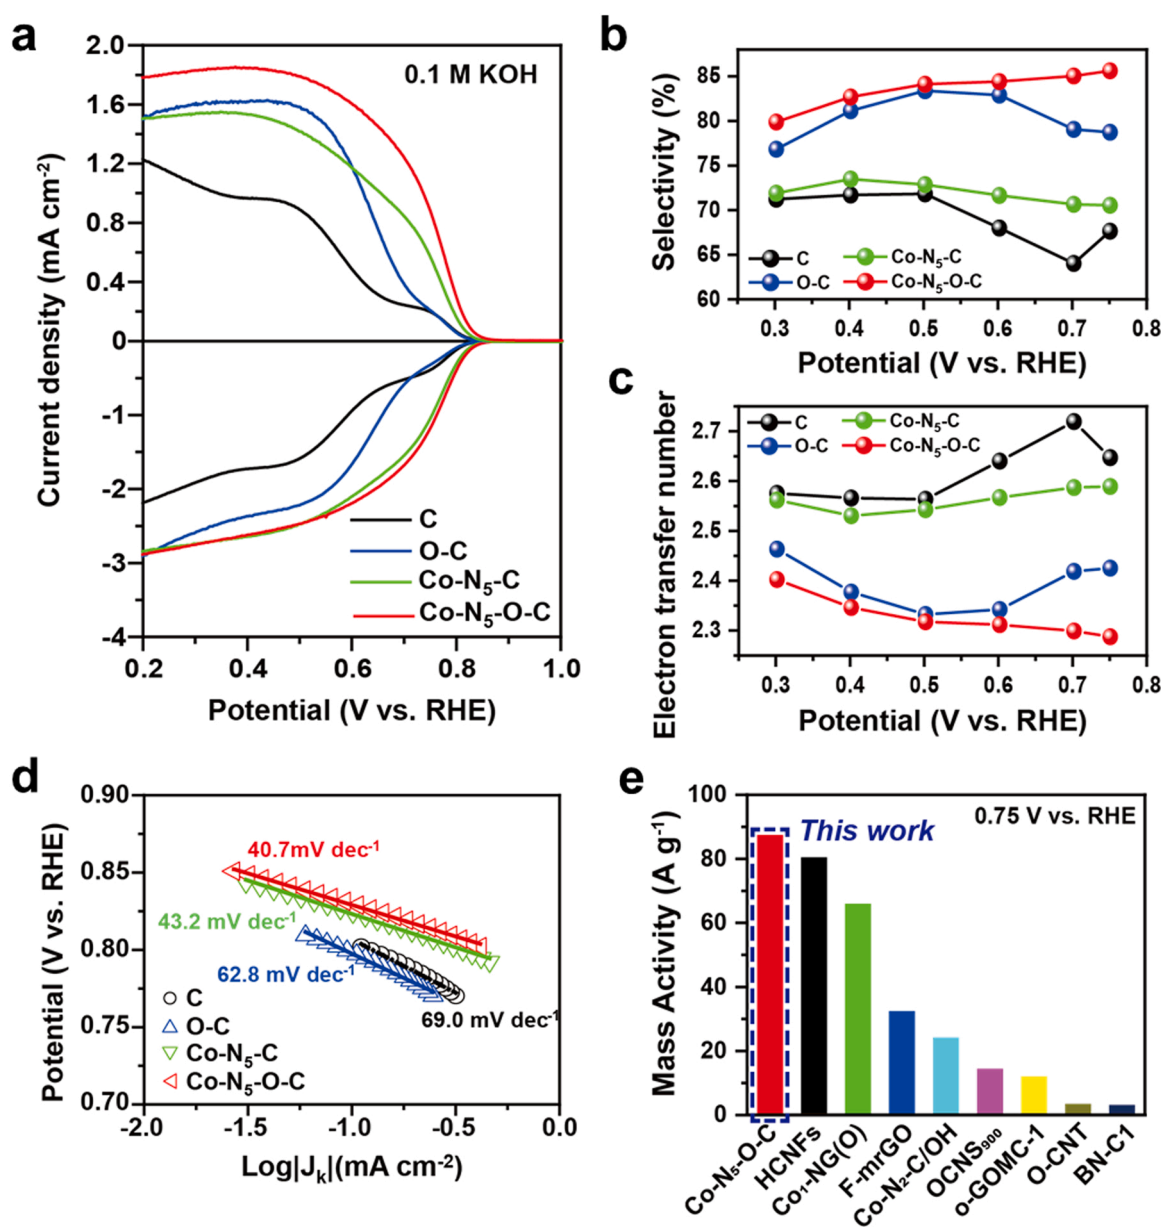 a
0.1 M KOH
2.0
1.6
1.2
0.8
0.4
0
-1
-2
-3
-4
Current density (mA cm-2)
C
O-C
Co-N5-C
Co-N5-O-C
0.2 0.4 0.6 0.8 1.0
Potential (V vs. RHE)
b
85
80
75
70
65
60
Selectivity (%)
C Co-N5-C
O-C Co-N5-O-C
0.3 0.4 0.5 0.6 0.7 0.8
Potential (V vs. RHE)
c
C Co-N5-C
O-C Co-N5-O-C
2.7
2.6
2.5
2.4
2.3
Electron transfer number
0.3 0.4 0.5 0.6 0.7 0.8
Potential (V vs. RHE)
d
0.90
0.85
0.80
0.75
0.70
Potential (V vs. RHE)
40.7mV dec-1
43.2 mV dec-1
62.8 mV dec-1
69.0 mV dec-1
C
O-C
Co-N5-C
Co-N5-O-C
-2.0 -1.5 -1.0 -0.5 0.0
Log|Jk|(mA cm-2)
e
100
80
60
40
20
0
Mass Activity (A g-1)
0.75 V vs. RHE
This work
Co-N5-O-C
HCNFs
Co1-NG(O)
F-mrGO
Co-N2-C/OH
OCNS900
o-GOMC-1
O-CNT
BN-C1